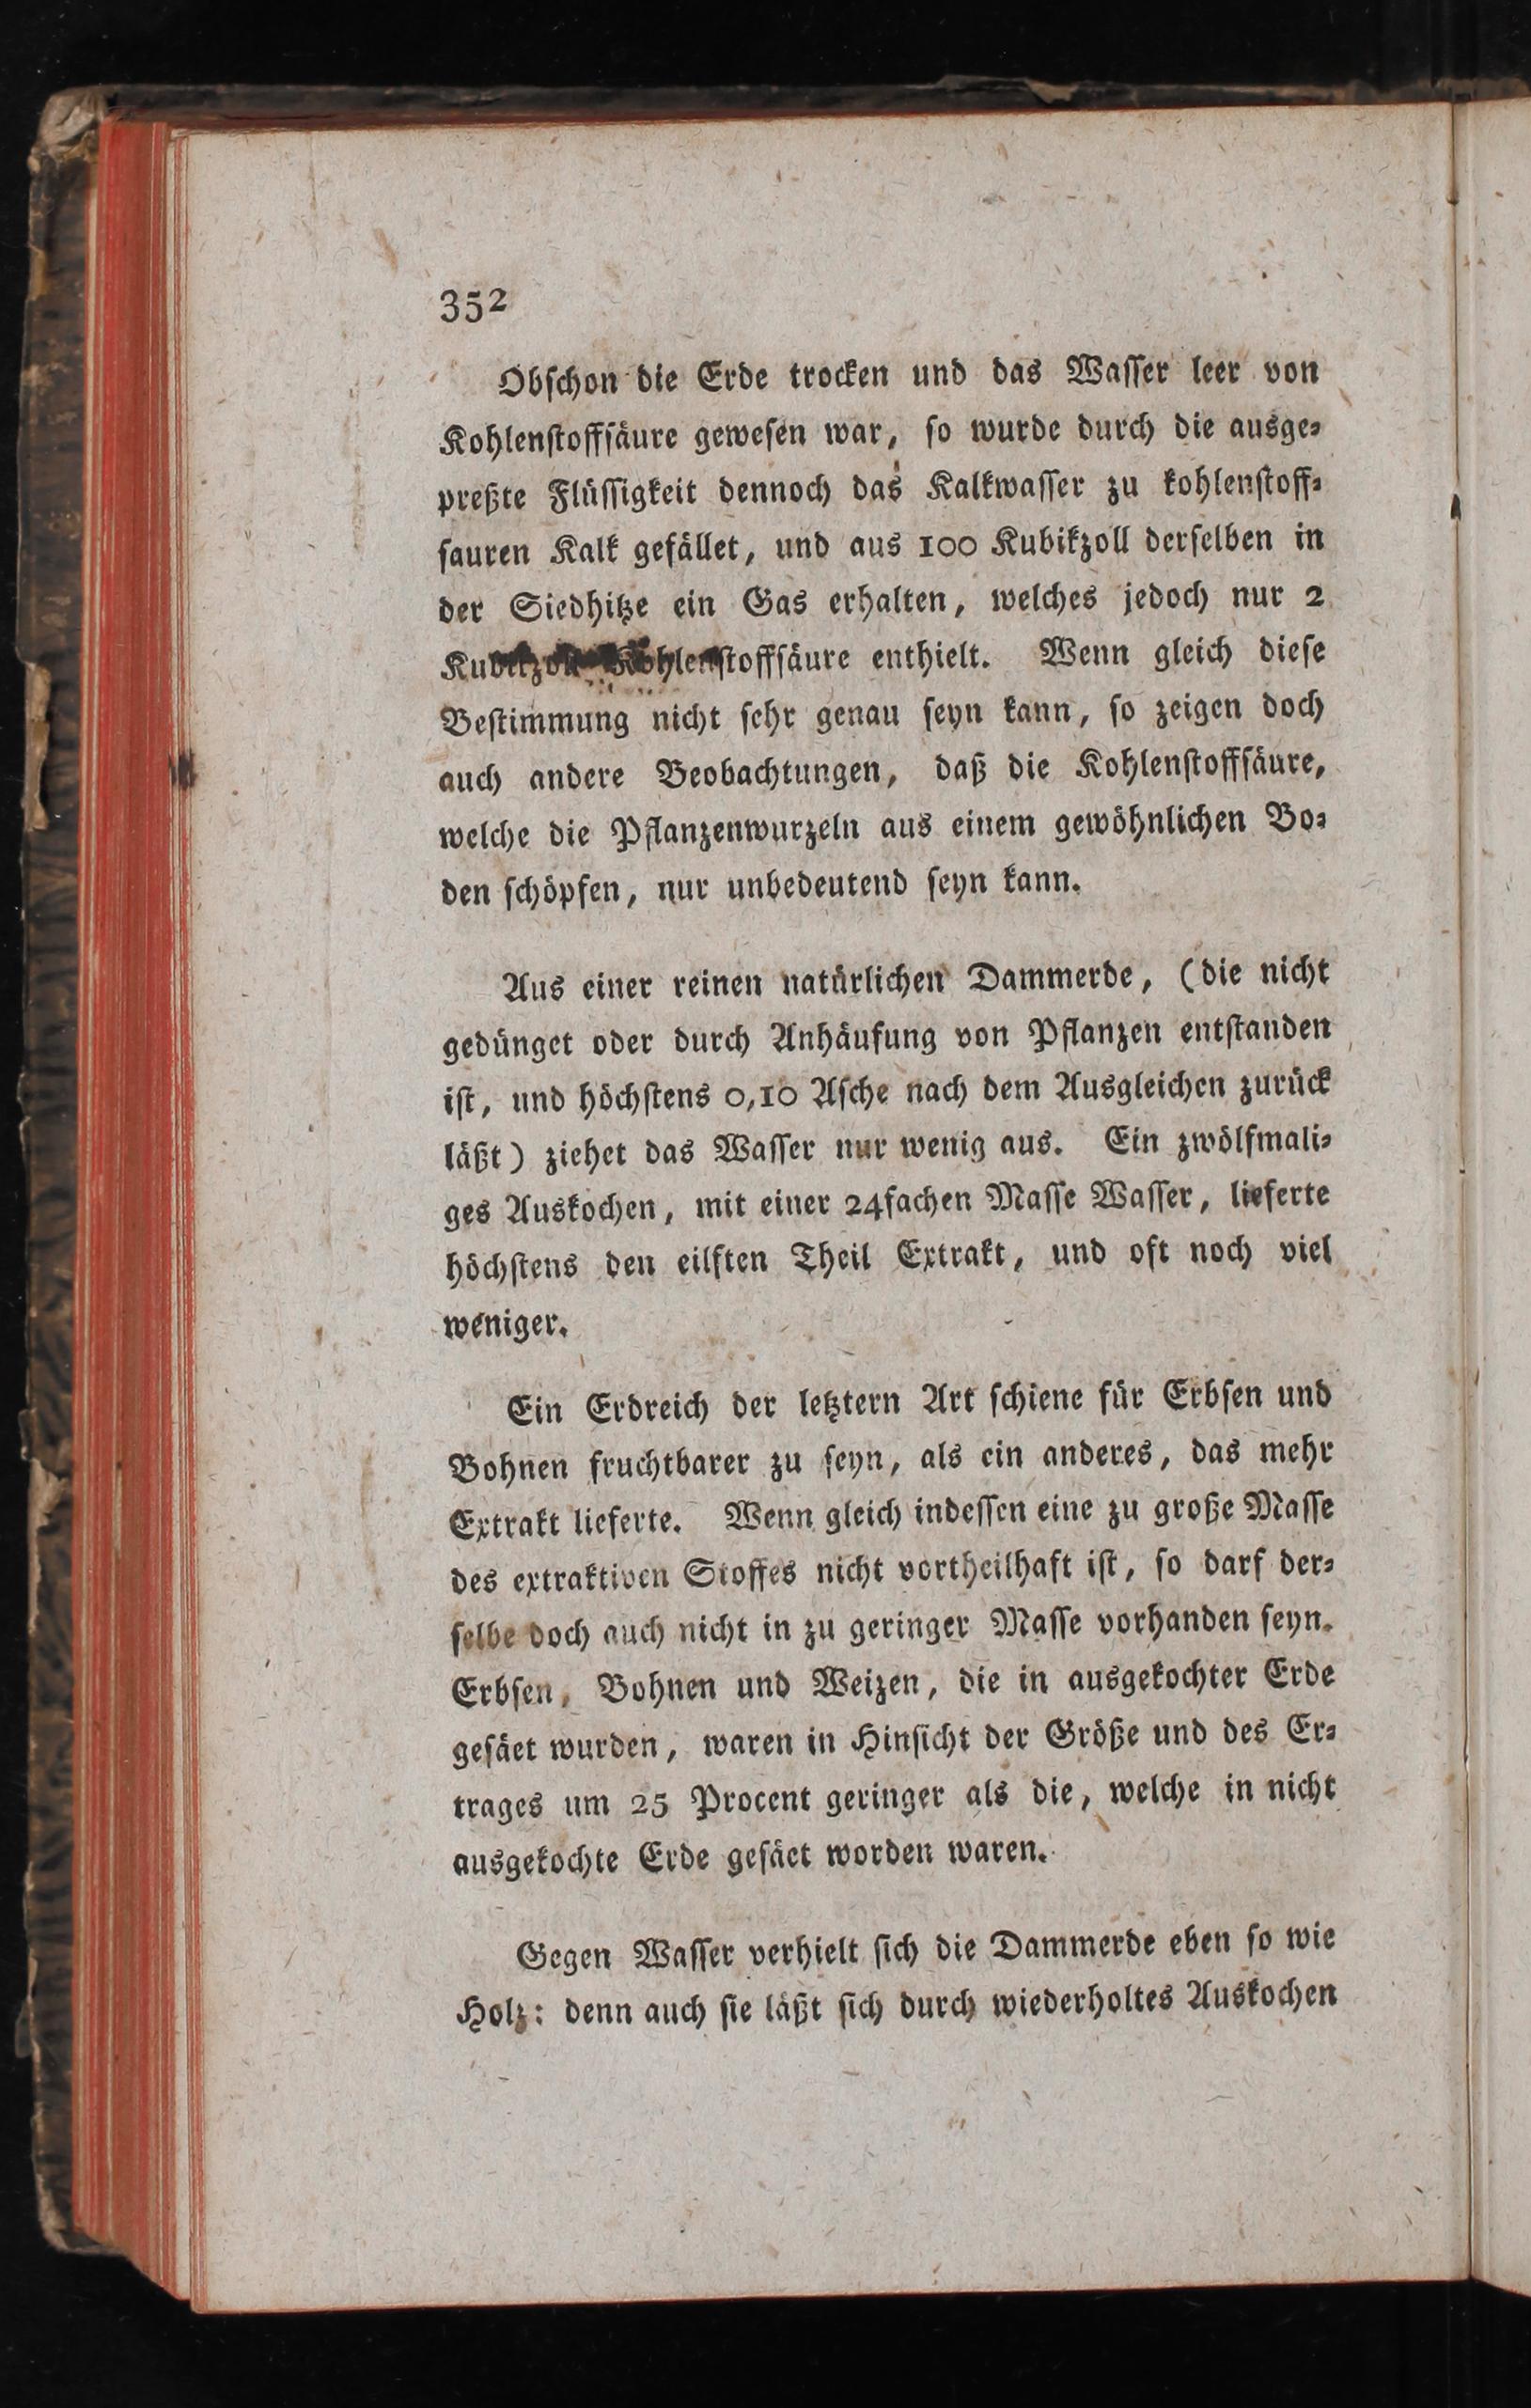 352
Obschon die Erde trocken und das Wasser leer von
Kohlenstoffsäure gewesen war, so wurde durch die ausge-
preßte Flüssigkeit dennoch das Kalkwasser zu kohlenstoff-
sauren Kalk gefället, und aus 100 Kubikzoll derselben in
der Siedhitze ein Gas erhalten, welches jedoch nur 2
Kubikzoll Kohlenstoffsäure enthielt. Wenn gleich diese
Bestimmung nicht sehr genau seyn kann, so zeigen doch
auch andere Beobachtungen, daß die Kohlenstoffsäure,
welche die Pflanzenwurzeln aus einem gewöhnlichen Bo-
den schöpfen, nur unbedeutend seyn kann.
Aus einer reinen natürlichen Dammerde, (die nicht
gedünget oder durch Anhäufung von Pflanzen entstanden
ist, und höchstens 0,10 Asche nach dem Ausgleichen zurück
läßt) ziehet das Wasser nur wenig aus. Ein zwölfmali-
ges Auskochen, mit einer 24fachen Masse Wasser, lieferte
höchstens den eilften Theil Extrakt, und oft noch viel
weniger.
Ein Erdreich der letztern Art schiene für Erbsen und
Bohnen fruchtbarer zu seyn, als ein anderes, das mehr
Extrakt lieferte. Wenn gleich indessen eine zu große Masse
des extraktiven Stoffes nicht vortheilhaft ist, so darf der-
selbe doch auch nicht in zu geringer Masse vorhanden seyn.
Erbsen, Bohnen und Weizen, die in ausgekochter Erde
gesäet wurden, waren in Hinsicht der Größe und des Er-
trages um 25 Procent geringer als die, welche in nicht
ausgekochte Erde gesäet worden waren.
Gegen Wasser verhielt sich die Dammerde eben so wie
Holz: denn auch sie läßt sich durch wiederholtes Auskochen